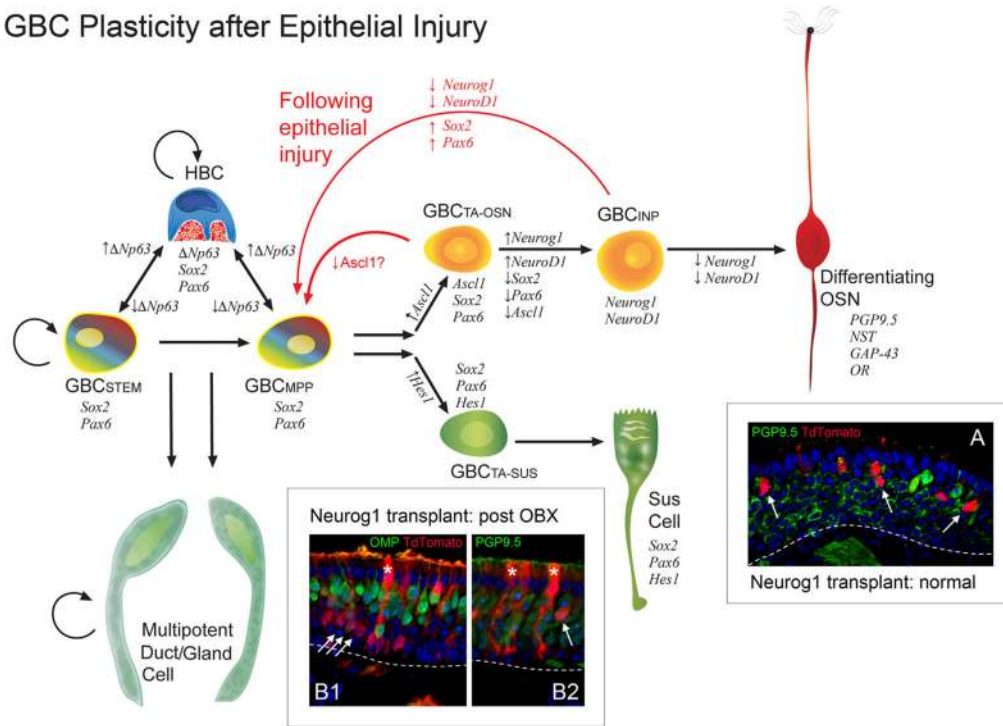 GBC Plasticity after Epithelial Injury
↓ Neurog1
↓ NeuroD1
↑ Sox2
↑ Pax6
Following
epithelial
injury
HBC
↑ΔNp63
ΔNp63
Sox2
Pax6
↑ΔNp63
↓ΔNp63
↓ΔNp63
GBCSTEM
Sox2
Pax6
GBCMPP
Sox2
Pax6
↓Ascl1?
GBCTA-OSN
Ascl1
Sox2
Pax6
↑Ascl1
↑Neurog1
↑NeuroD1
↓Sox2
↓Pax6
↓Ascl1
GBCINP
Neurog1
NeuroD1
↓ Neurog1
↓ NeuroD1
Differentiating
OSN
PGP9.5
NST
GAP-43
OR
↑Hes1
Sox2
Pax6
Hes1
GBCTA-SUS
Sus
Cell
Sox2
Pax6
Hes1
Multipotent
Duct/Gland
Cell
Neurog1 transplant: post OBX
OMP TdTomato
PGP9.5
* * *
B1
B2
PGP9.5 TdTomato
A
Neurog1 transplant: normal